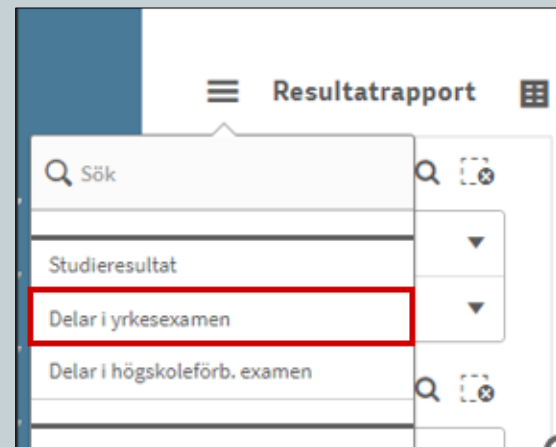 Resultatrapport
Sök
Studieresultat
Delar i yrkesexamen
Delar i högskoleförb. examen